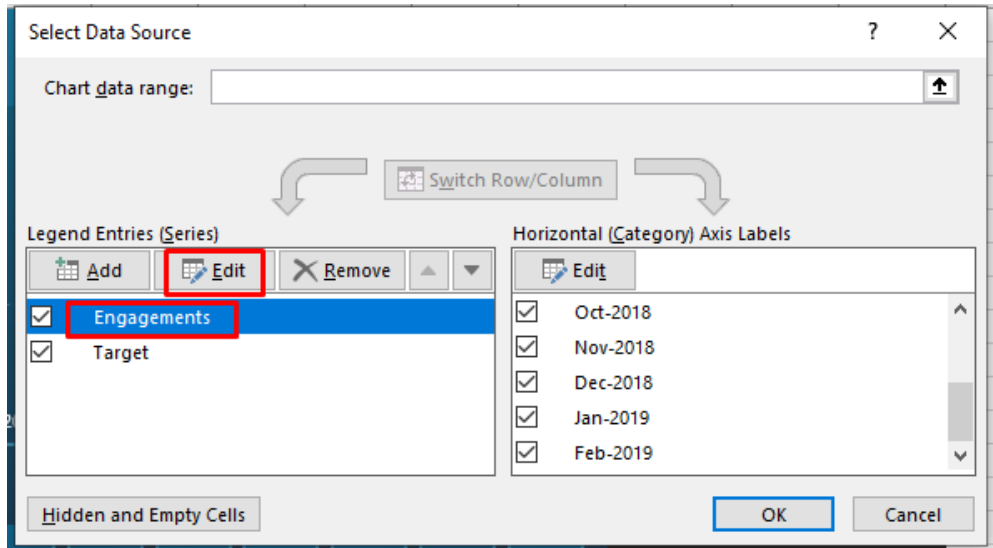 Select Data Source
?
Chart data range:
Switch Row/Column
Legend Entries (Series)
Horizontal (Category) Axis Labels
Add
Edit
Remove
Edit
Engagements
Oct-2018
Target
Nov-2018
Dec-2018
Jan-2019
Feb-2019
Hidden and Empty Cells
OK
Cancel